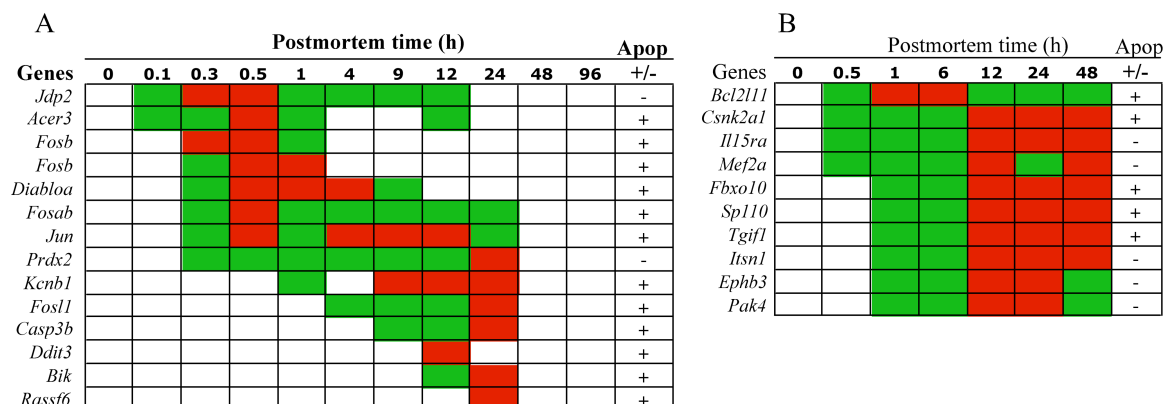 A
Postmortem time (h) Apop
Genes 0 0.1 0.3 0.5 1 4 9 12 24 48 96 +/-
Jdp2 -
Acer3 +
Fosb +
Fosb +
Diabloa +
Fosab +
Jun +
Prdx2 -
Kcnb1 +
Fosl1 +
Casp3b +
Ddit3 +
Bik +
Rassf6 +
B
Postmortem time (h) Apop
Genes 0 0.5 1 6 12 24 48 +/-
Bcl2l11 +
Csnk2a1 +
Il15ra -
Mef2a -
Fbxo10 +
Sp110 +
Tgif1 +
Itsn1 -
Ephb3 -
Pak4 -